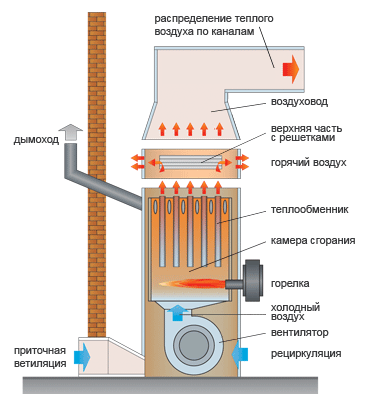 распределение теплого
воздуха по каналам
воздуховод
верхняя часть
с решетками
дымоход
горячий воздух
теплообменник
камера сгорания
горелка
холодный
воздух
вентилятор
приточная
ветиляция
рециркуляция